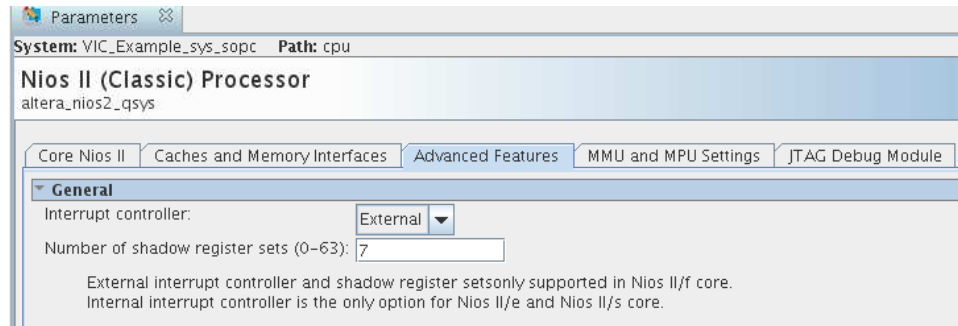 Parameters
System: VIC_Example_sys_sopc Path: cpu
Nios II (Classic) Processor
altera_nios2_qsys
Core Nios II Caches and Memory Interfaces Advanced Features MMU and MPU Settings JTAG Debug Module
General
Interrupt controller: External
Number of shadow register sets (0-63): 7
External interrupt controller and shadow register setsonly supported in Nios II/f core.
Internal interrupt controller is the only option for Nios II/e and Nios II/s core.